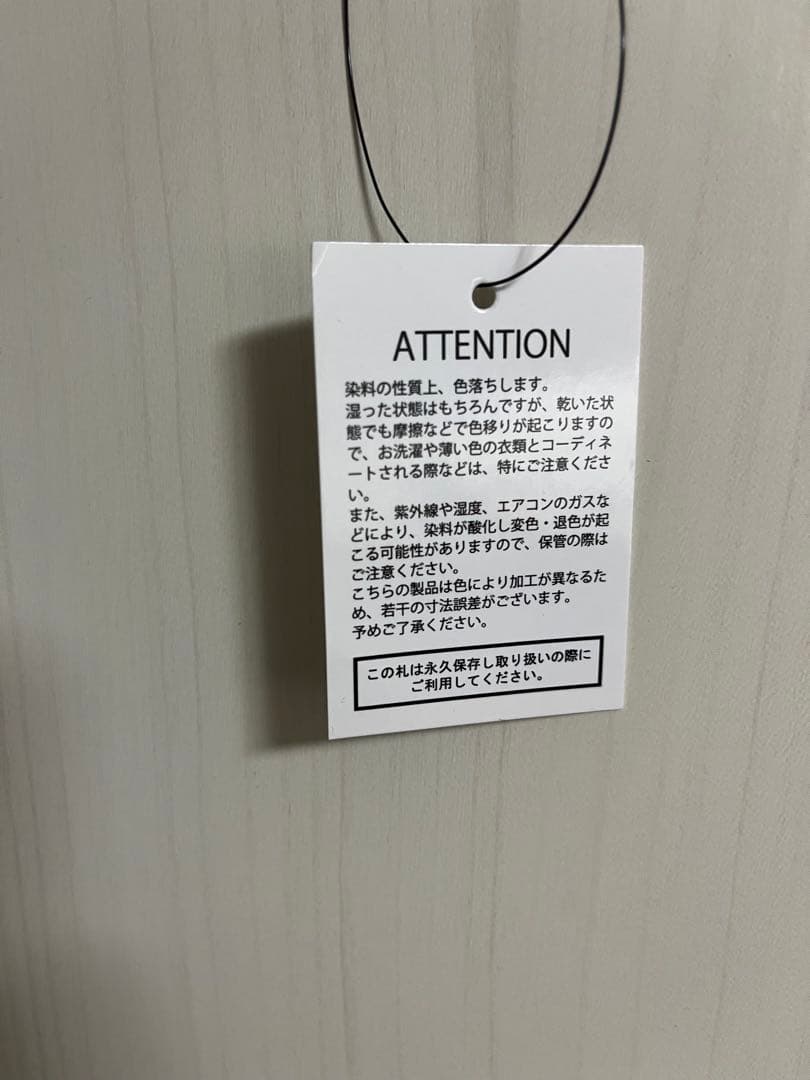 ATTENTION
染料の性質上、色落ちします。
湿った状態はもちろんですが、乾いた状
態でも摩擦などで色移りが起こりますの
で、お洗濯や薄い色の衣類とコーディネ
ートされる際などは、特にご注意くださ
い。
また、紫外線や湿度、エアコンのガスな
どにより、染料が酸化し変色・退色が起
こる可能性がありますので、保管の際は
ご注意ください。
こちらの製品は色により加工が異なるた
め、若干の寸法誤差がございます。
予めご了承ください。
この札は永久保存し取り扱いの際に
ご利用してください。